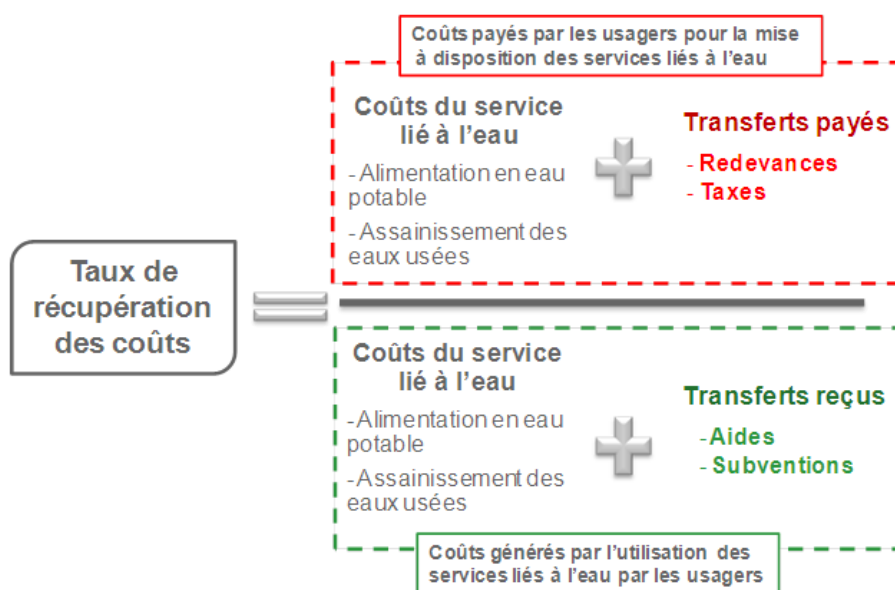 Coûts payés par les usagers pour la mise
à disposition des services liés à l'eau
Coûts du service
lié à l'eau
- Alimentation en eau
potable
- Assainissement des
eaux usées
Transferts payés
- Redevances
- Taxes
Taux de
récupération
des coûts
Coûts du service
lié à l'eau
- Alimentation en eau
potable
- Assainissement des
eaux usées
Transferts reçus
- Aides
- Subventions
Coûts générés par l'utilisation des
services liés à l'eau par les usagers